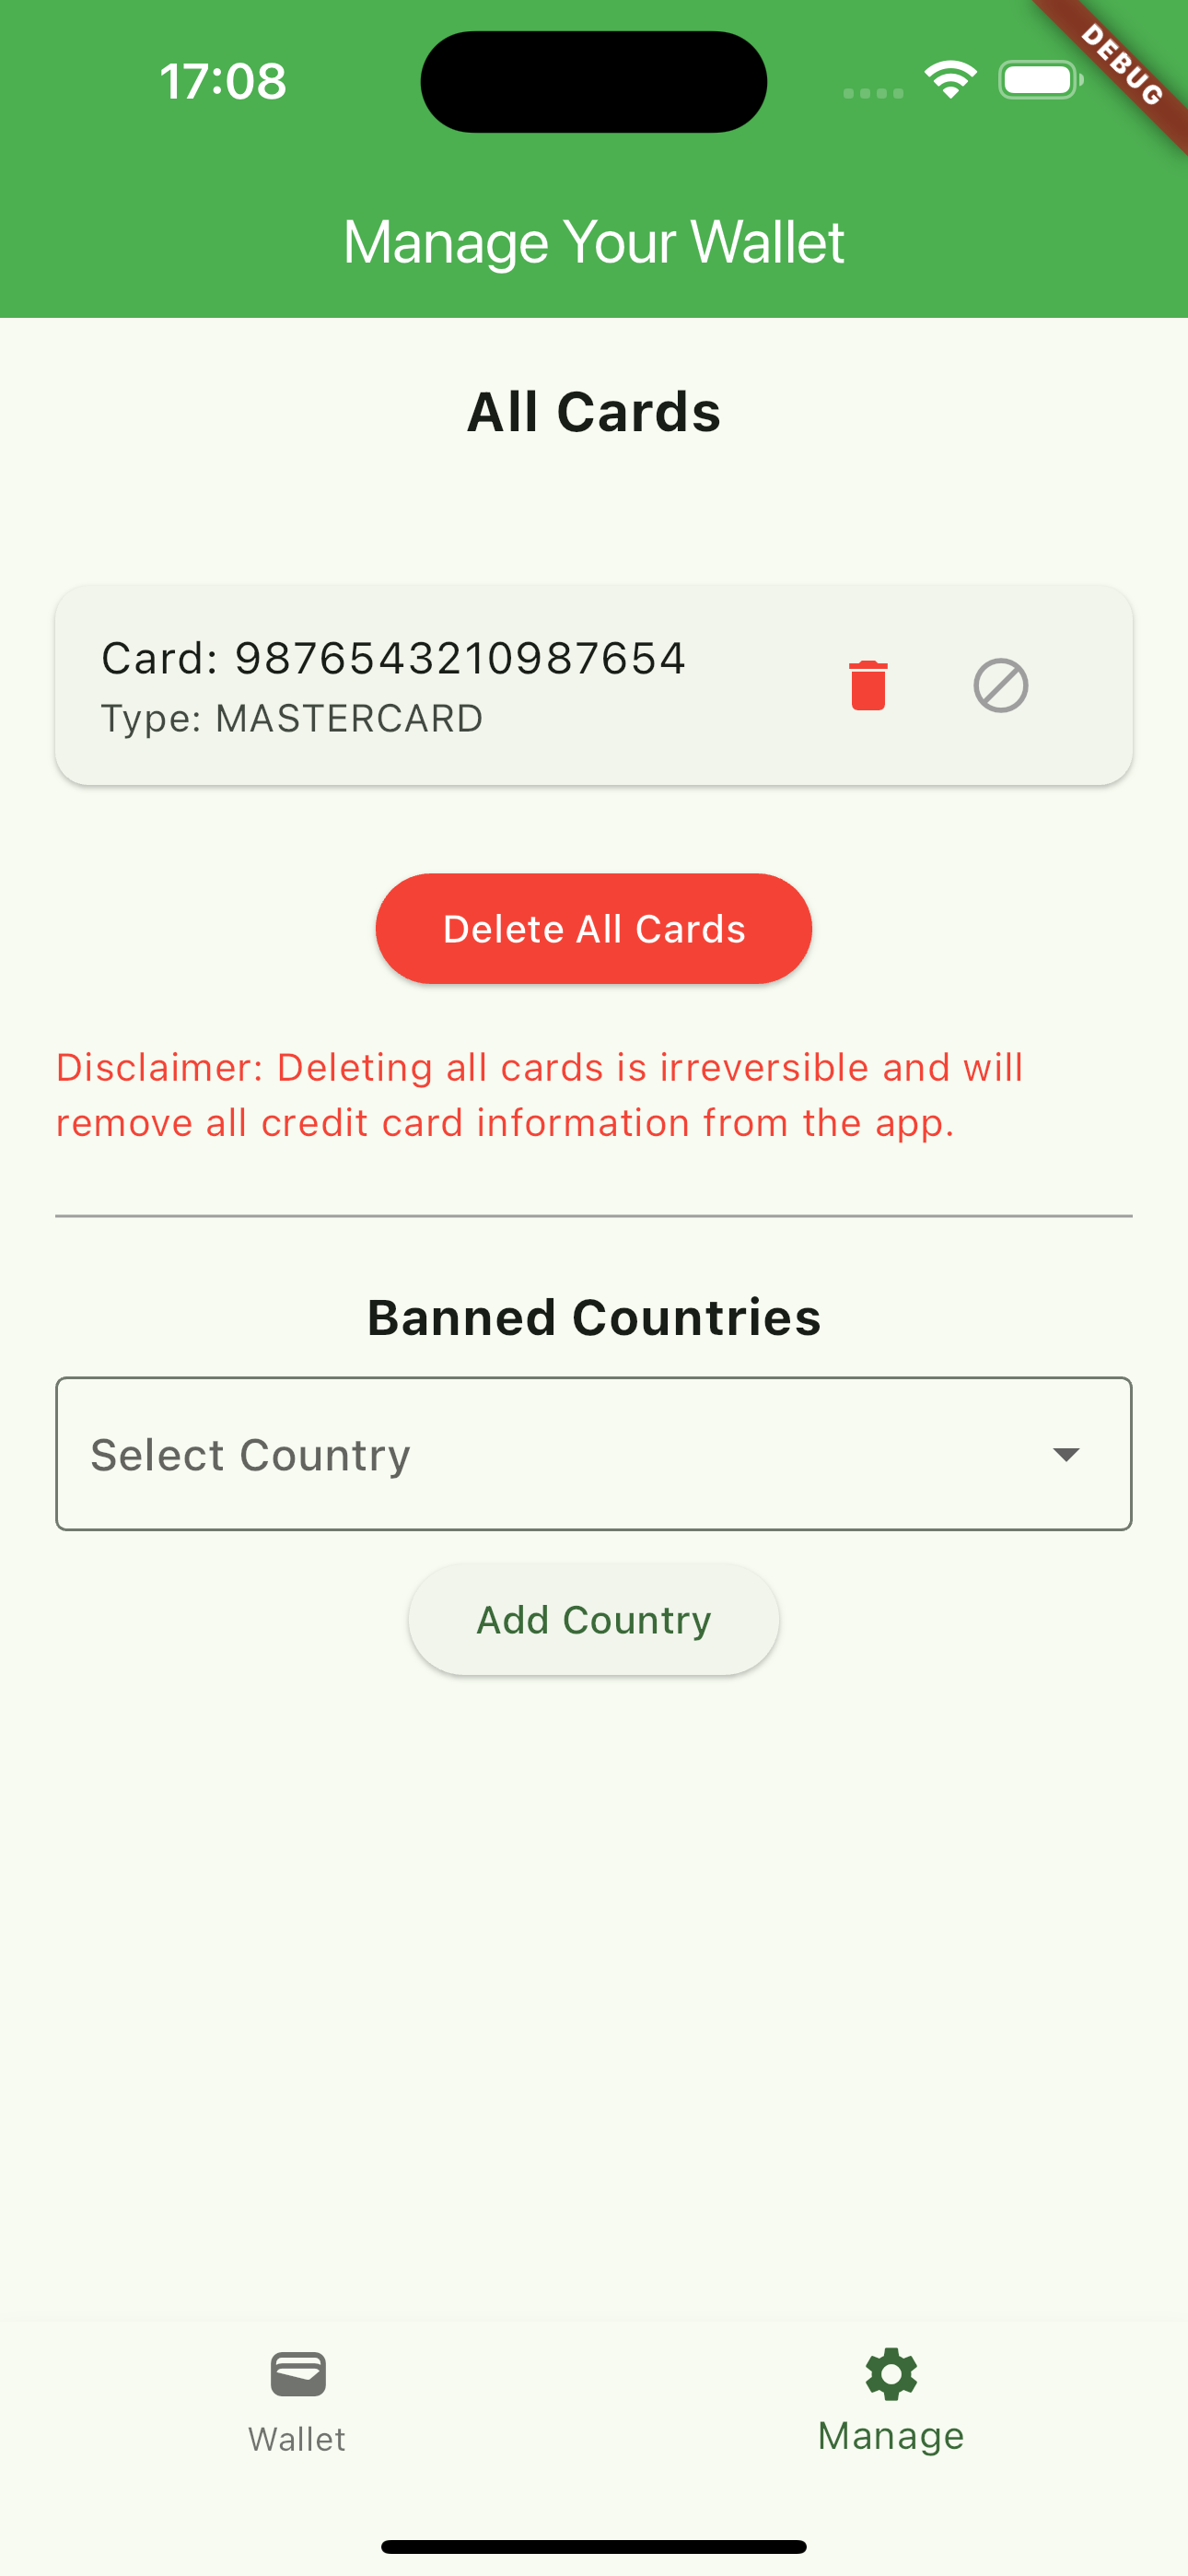 17:08
DEBUG
Manage Your Wallet
All Cards
Card: 9876543210987654
Type: MASTERCARD
Delete All Cards
Disclaimer: Deleting all cards is irreversible and will
remove all credit card information from the app.
Banned Countries
Select Country
Add Country
Wallet
Manage